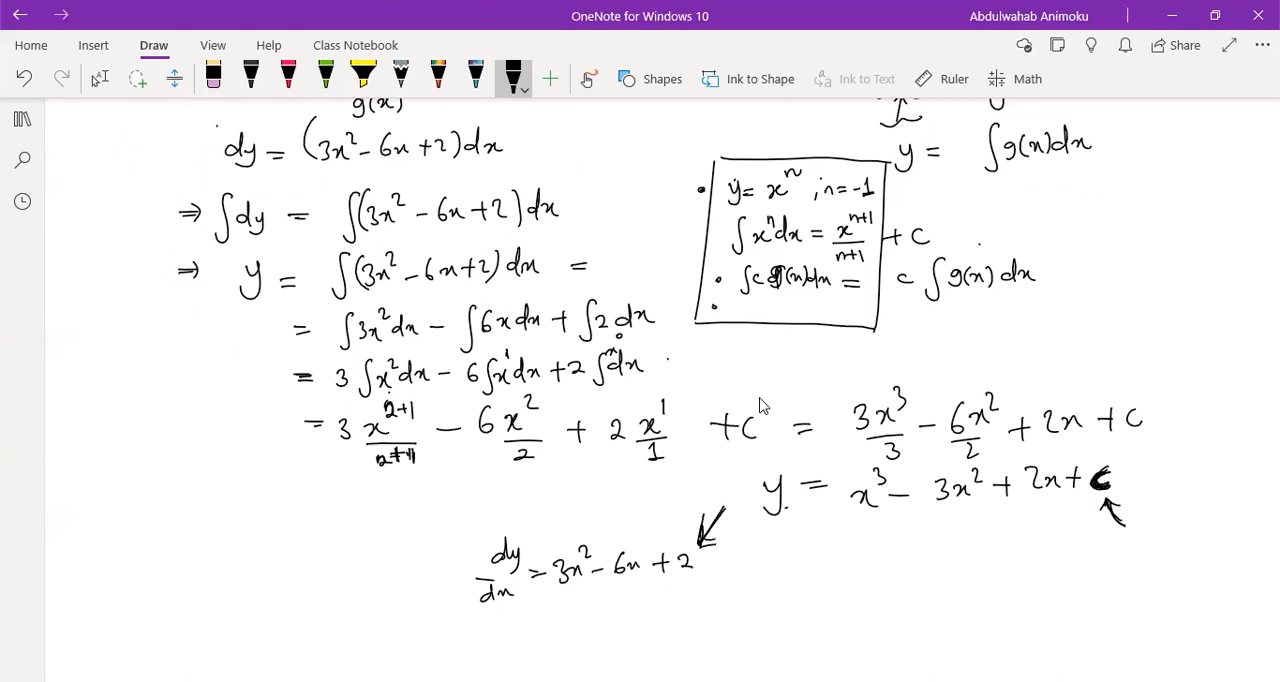 OneNote for Windows 10
Abdulwahab Animoku
Home Insert Draw View Help Class Notebook Share
Shapes Ink to Shape Ink to Text Ruler Math
g(x)
dy = (3x² - 6x + 2)dx
y = ∫g(x)dx
⇒ ∫dy = ∫(3x² - 6x + 2)dx
⇒ y = ∫(3x² - 6x + 2)dx =
= ∫3x²dx - ∫6xdx + ∫2dx
= 3∫x²dx - 6∫x¹dx + 2∫x⁰dx
= 3 x²⁺¹/2+1 - 6 x²/2 + 2 x¹/1 + c = 3x³/3 - 6x²/2 + 2x + c
• y = xⁿ ; n = -1
∫xⁿdx = xⁿ⁺¹/n+1 + c
• ∫c g(x)dx = c∫g(x)dx
y = x³ - 3x² + 2x + c
dy/dx = 3x² - 6x + 2